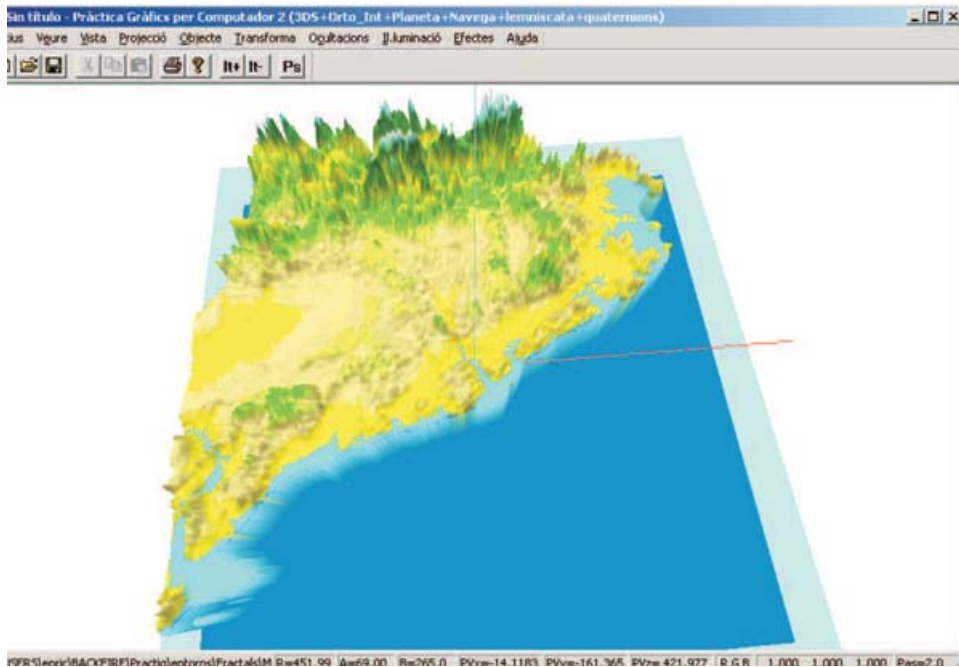 Sin título - Pràctica Gràfics per Computador 2 (3DS+Orto_Int+Planeta+Navega+lemniscata+quaternions)
Veure Vista Projecció Objecte Transforma Ocultacions Il.luminació Efectes Ajuda
It+ It- Ps
R=451.99 A=69.00 B=265.0 PVx=-14.1183 PVy=-161.365 PVz= 421.977 R G B 1.000 1.000 1.000 Pas=2.0